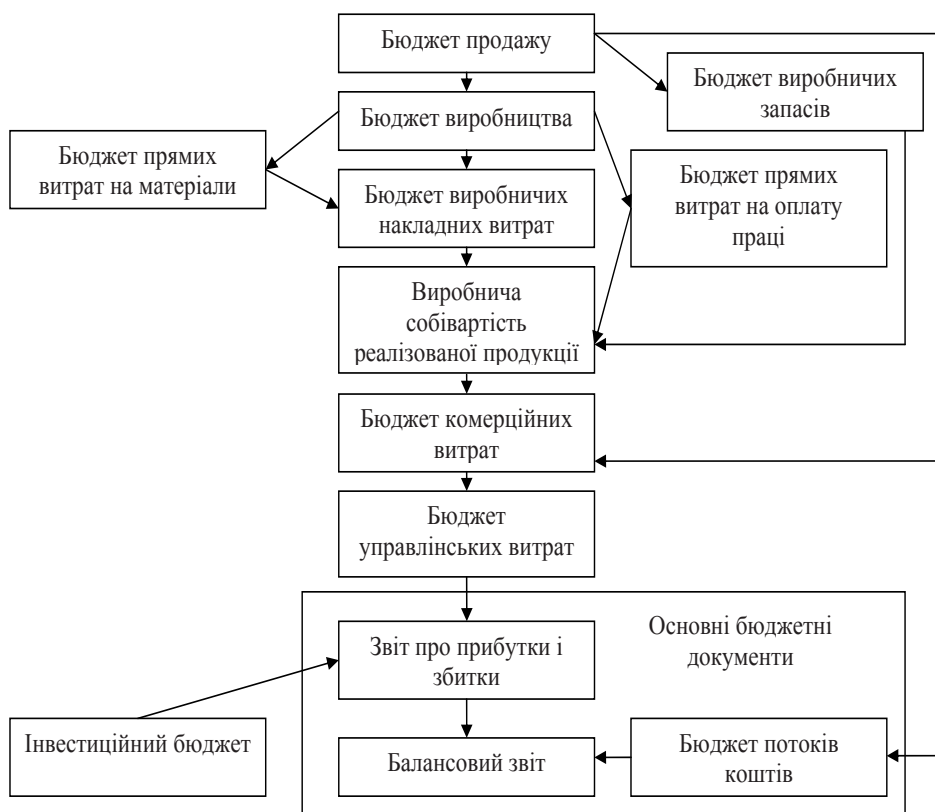 Бюджет продажу
Бюджет виробничих
запасів
Бюджет виробництва
Бюджет прямих
витрат на матеріали
Бюджет прямих
витрат на оплату
праці
Бюджет виробничих
накладних витрат
Виробнича
собівартість
реалізованої продукції
Бюджет комерційних
витрат
Бюджет
управлінських витрат
Основні бюджетні
документи
Звіт про прибутки і
збитки
Інвестиційний бюджет
Балансовий звіт
Бюджет потоків
коштів